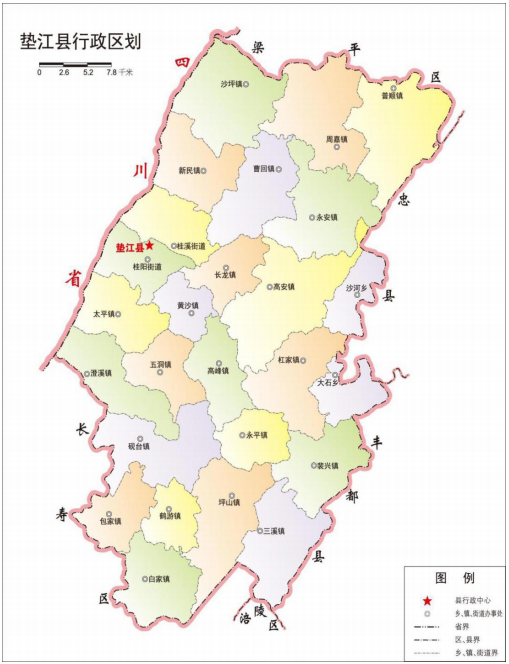 垫江县行政区划
0 2.6 5.2 7.8 千米
四
川
省
梁
平
区
忠
县
丰
都
县
涪
陵
区
长
寿
区
沙坪镇
普顺镇
周嘉镇
新民镇
曹回镇
永安镇
垫江县
桂溪街道
桂阳街道
长龙镇
高安镇
沙河乡
黄沙镇
太平镇
五洞镇
高峰镇
杠家镇
大石乡
澄溪镇
砚台镇
永平镇
裴兴镇
包家镇
鹤游镇
坪山镇
三溪镇
白家镇
图 例
县行政中心
乡、镇、街道办事处
省界
区、县界
乡、镇、街道界